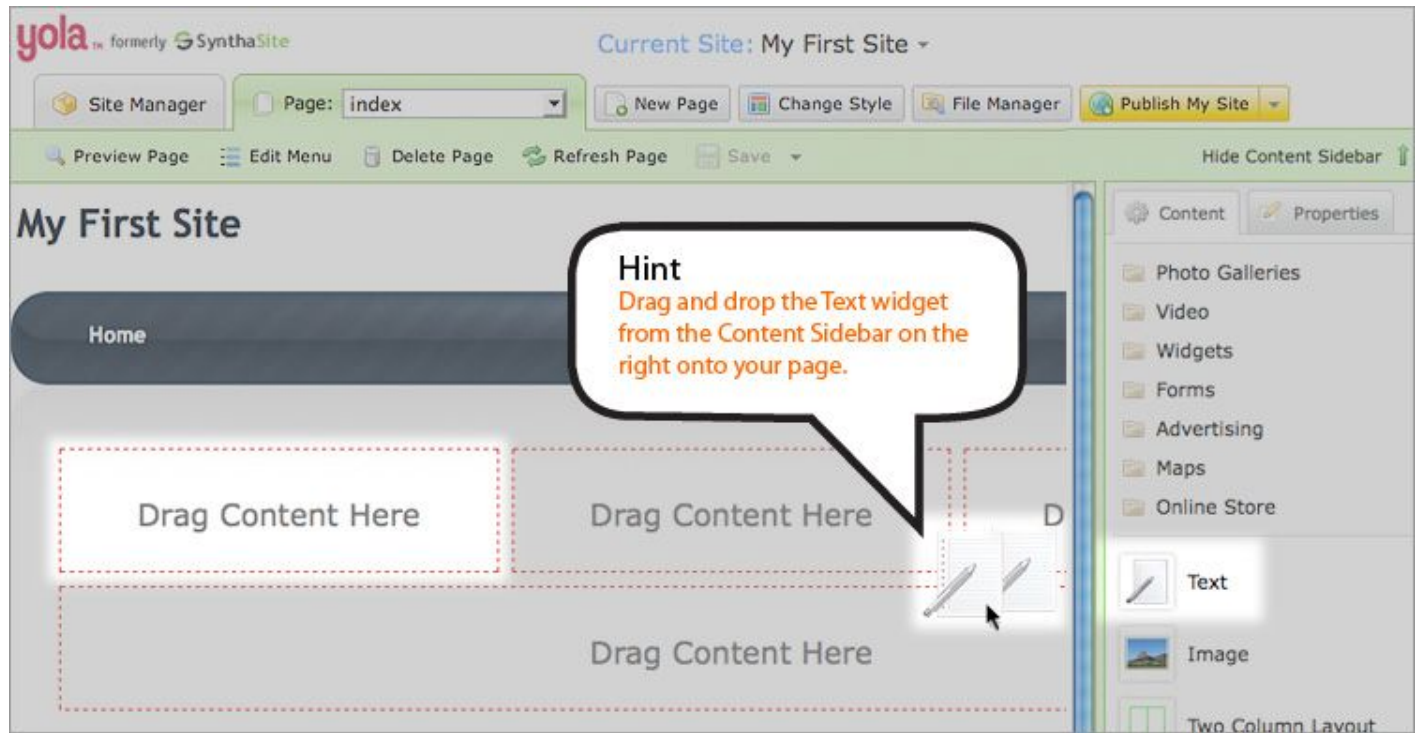 yola TM formerly SynthaSite
Current Site: My First Site
Site Manager
Page: index
New Page
Change Style
File Manager
Publish My Site
Preview Page
Edit Menu
Delete Page
Refresh Page
Save
Hide Content Sidebar
My First Site
Content
Properties
Hint
Drag and drop the Text widget
from the Content Sidebar on the
right onto your page.
Home
Photo Galleries
Video
Widgets
Forms
Advertising
Maps
Online Store
Drag Content Here
Drag Content Here
D
Drag Content Here
Text
Image
Two Column Layout